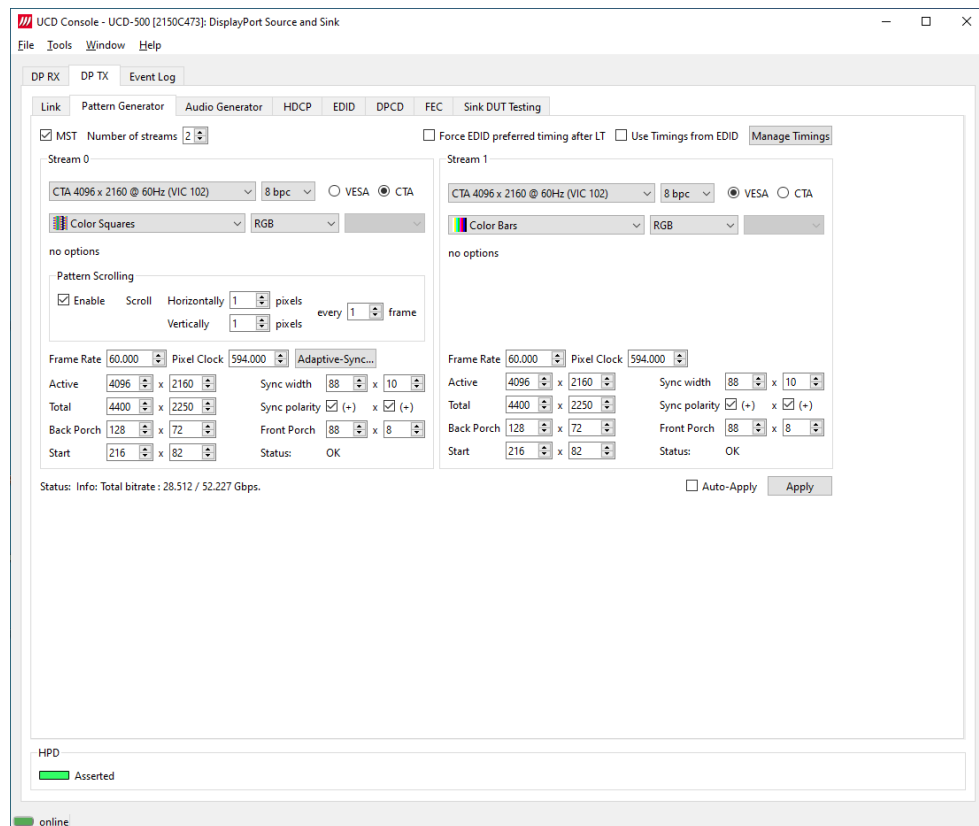 UCD Console - UCD-500 [2150C473]: DisplayPort Source and Sink
File Tools Window Help
DP RX DP TX Event Log
Link Pattern Generator Audio Generator HDCP EDID DPCD FEC Sink DUT Testing
MST Number of streams 2 Force EDID preferred timing after LT Use Timings from EDID Manage Timings
Stream 0
CTA 4096 x 2160 @ 60Hz (VIC 102) 8 bpc VESA CTA
Color Squares RGB
no options
Pattern Scrolling
Enable Scroll Horizontally 1 pixels
every 1 frame
Vertically 1 pixels
Frame Rate 60.000 Pixel Clock 594.000 Adaptive-Sync...
Active 4096 x 2160 Sync width 88 x 10
Total 4400 x 2250 Sync polarity (+) x (+)
Back Porch 128 x 72 Front Porch 88 x 8
Start 216 x 82 Status: OK
Stream 1
CTA 4096 x 2160 @ 60Hz (VIC 102) 8 bpc VESA CTA
Color Bars RGB
no options
Frame Rate 60.000 Pixel Clock 594.000
Active 4096 x 2160 Sync width 88 x 10
Total 4400 x 2250 Sync polarity (+) x (+)
Back Porch 128 x 72 Front Porch 88 x 8
Start 216 x 82 Status: OK
Status: Info: Total bitrate : 28.512 / 52.227 Gbps.
Auto-Apply Apply
HPD
Asserted
online